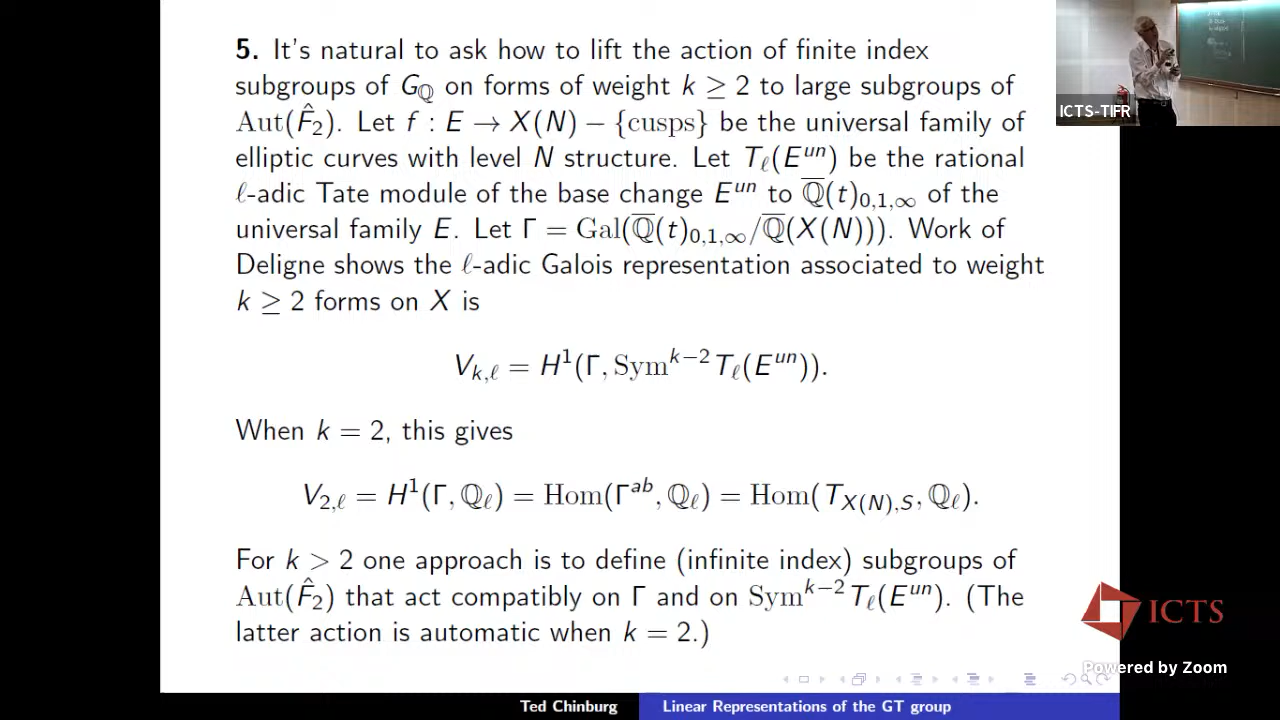 5. It's natural to ask how to lift the action of finite index
subgroups of G_ℚ on forms of weight k ≥ 2 to large subgroups of
Aut(F̂₂). Let f : E → X(N) − {cusps} be the universal family of
elliptic curves with level N structure. Let T_ℓ(E^{un}) be the rational
ℓ-adic Tate module of the base change E^{un} to ℚ̅(t)_{0,1,∞} of the
universal family E. Let Γ = Gal(ℚ̅(t)_{0,1,∞}/ℚ̅(X(N))). Work of
Deligne shows the ℓ-adic Galois representation associated to weight
k ≥ 2 forms on X is
V_{k,ℓ} = H¹(Γ, Sym^{k−2} T_ℓ(E^{un})).
When k = 2, this gives
V_{2,ℓ} = H¹(Γ, ℚ_ℓ) = Hom(Γ^{ab}, ℚ_ℓ) = Hom(T_{X(N),S}, ℚ_ℓ).
For k > 2 one approach is to define (infinite index) subgroups of
Aut(F̂₂) that act compatibly on Γ and on Sym^{k−2} T_ℓ(E^{un}). (The
latter action is automatic when k = 2.)
Ted Chinburg Linear Representations of the GT group
ICTS-TIFR
ICTS
Powered by Zoom